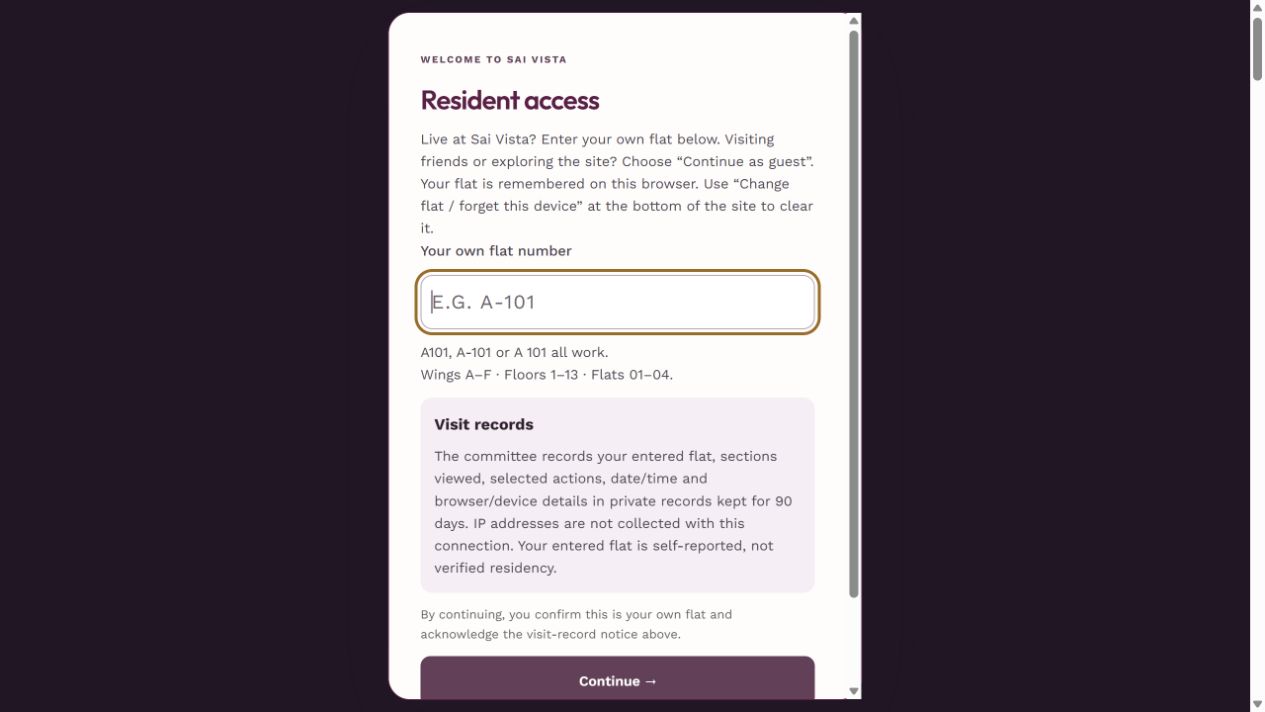 WELCOME TO SAI VISTA
Resident access
Live at Sai Vista? Enter your own flat below. Visiting
friends or exploring the site? Choose “Continue as guest”.
Your flat is remembered on this browser. Use “Change
flat / forget this device” at the bottom of the site to clear
it.
Your own flat number
E.G. A-101
A101, A-101 or A 101 all work.
Wings A–F · Floors 1–13 · Flats 01–04.
Visit records
The committee records your entered flat, sections
viewed, selected actions, date/time and
browser/device details in private records kept for 90
days. IP addresses are not collected with this
connection. Your entered flat is self-reported, not
verified residency.
By continuing, you confirm this is your own flat and
acknowledge the visit-record notice above.
Continue →